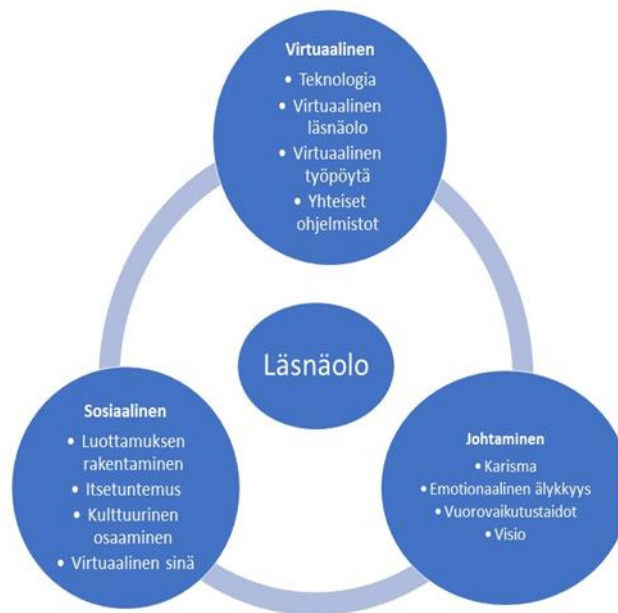 Virtuaalinen
• Teknologia
• Virtuaalinen
läsnäolo
• Virtuaalinen
työpöytä
• Yhteiset
ohjelmistot
Läsnäolo
Sosiaalinen
• Luottamuksen
rakentaminen
• Itsetuntemus
• Kulttuurinen
osaaminen
• Virtuaalinen sinä
Johtaminen
• Karisma
• Emotionaalinen älykkyys
• Vuorovaikutustaidot
• Visio